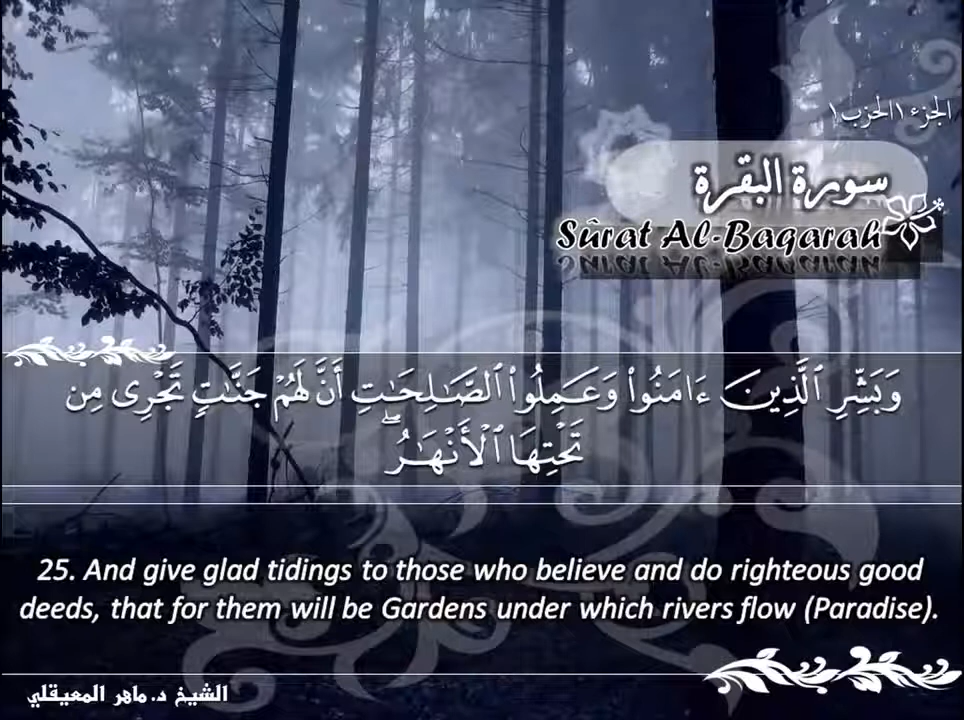 الجزء ١ الحزب ١
سورة البقرة
Sûrat Al-Baqarah
وَبَشِّرِ ٱلَّذِينَ ءَامَنُوا۟ وَعَمِلُوا۟ ٱلصَّـٰلِحَـٰتِ أَنَّ لَهُمْ جَنَّـٰتٍ تَجْرِى مِن
تَحْتِهَا ٱلْأَنْهَـٰرُ ۖ
25. And give glad tidings to those who believe and do righteous good
deeds, that for them will be Gardens under which rivers flow (Paradise).
الشيخ د. ماهر المعيقلي